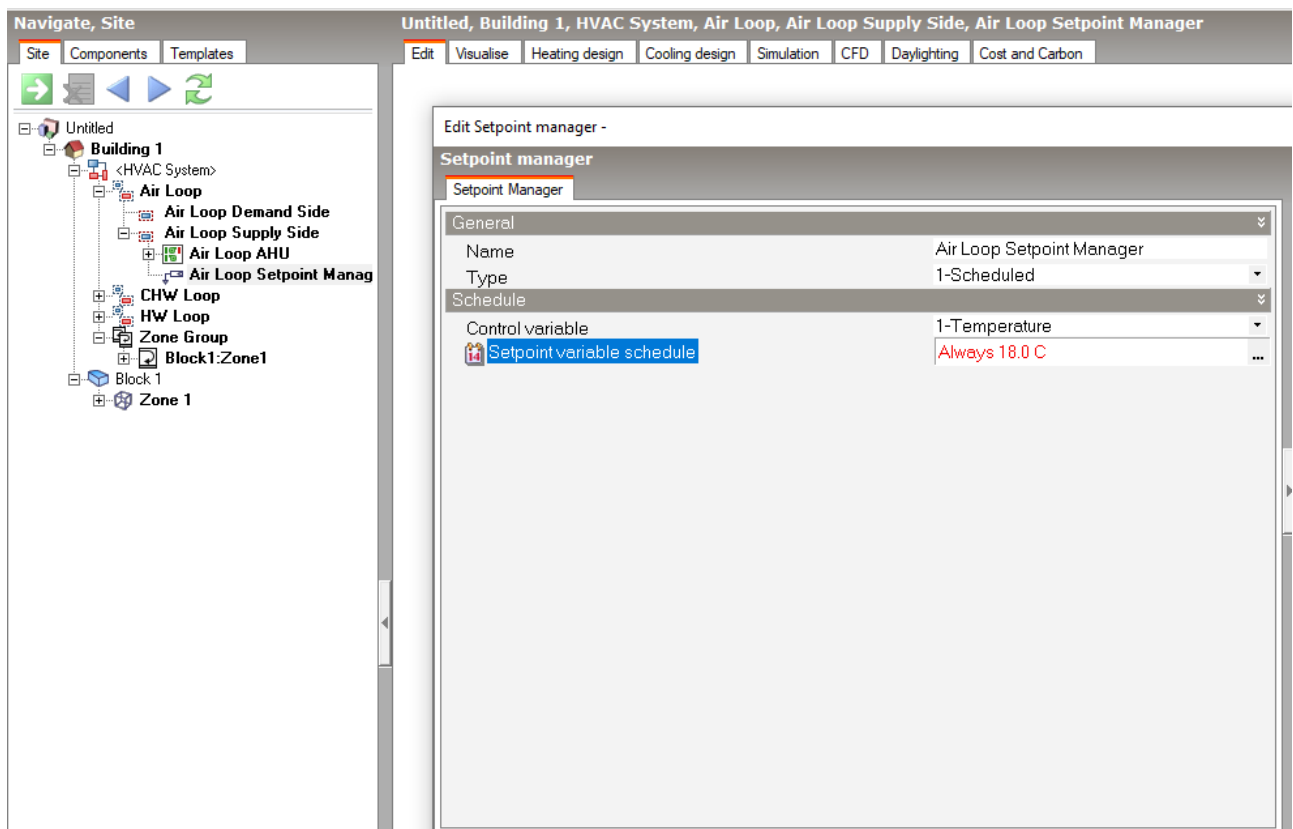 Navigate, Site
Site Components Templates
Untitled
Building 1
<HVAC System>
Air Loop
Air Loop Demand Side
Air Loop Supply Side
Air Loop AHU
Air Loop Setpoint Manag
CHW Loop
HW Loop
Zone Group
Block1:Zone1
Block 1
Zone 1
Untitled, Building 1, HVAC System, Air Loop, Air Loop Supply Side, Air Loop Setpoint Manager
Edit Visualise Heating design Cooling design Simulation CFD Daylighting Cost and Carbon
Edit Setpoint manager -
Setpoint manager
Setpoint Manager
General
Name Air Loop Setpoint Manager
Type 1-Scheduled
Schedule
Control variable 1-Temperature
14 Setpoint variable schedule Always 18.0 C ...